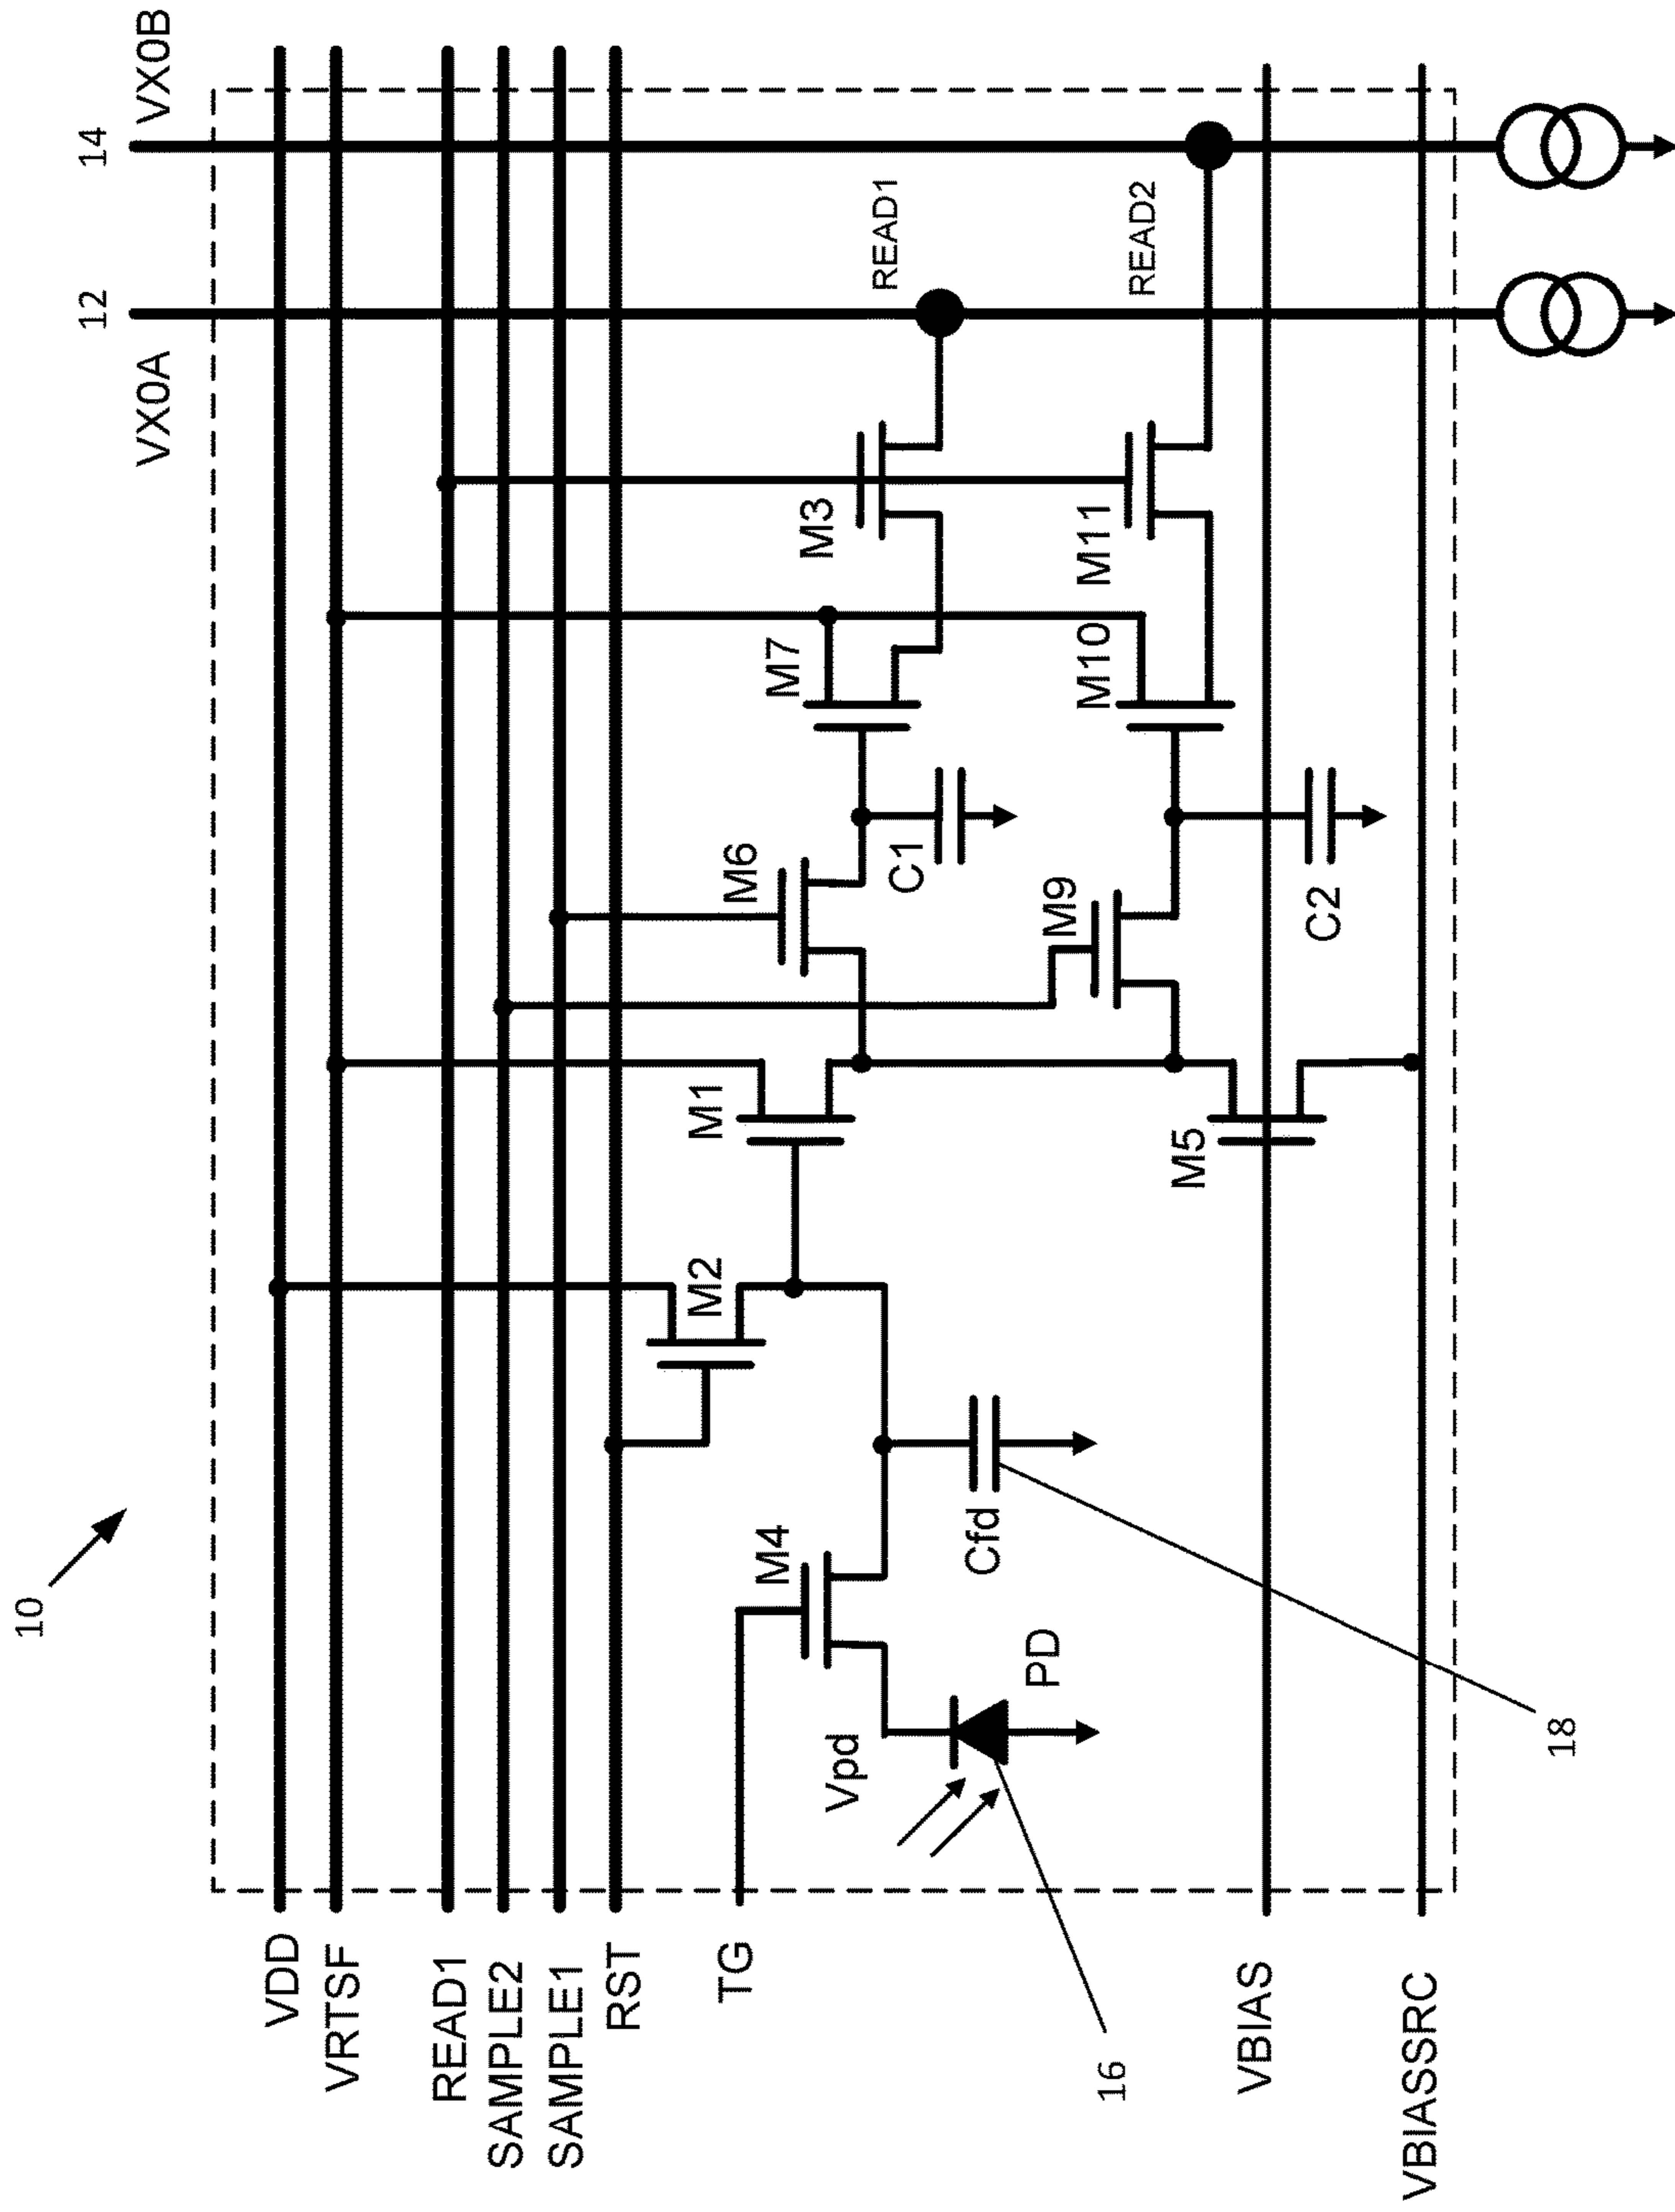 10
12
14
VX0A
VX0B
VDD
VRTSF
READ1
SAMPLE2
SAMPLE1
RST
TG
VBIAS
VBIASSRC
M2
M1
M4
M6
M7
M3
READ1
Vpd
PD
Cfd
C1
M9
M10
M11
READ2
M5
C2
16
18